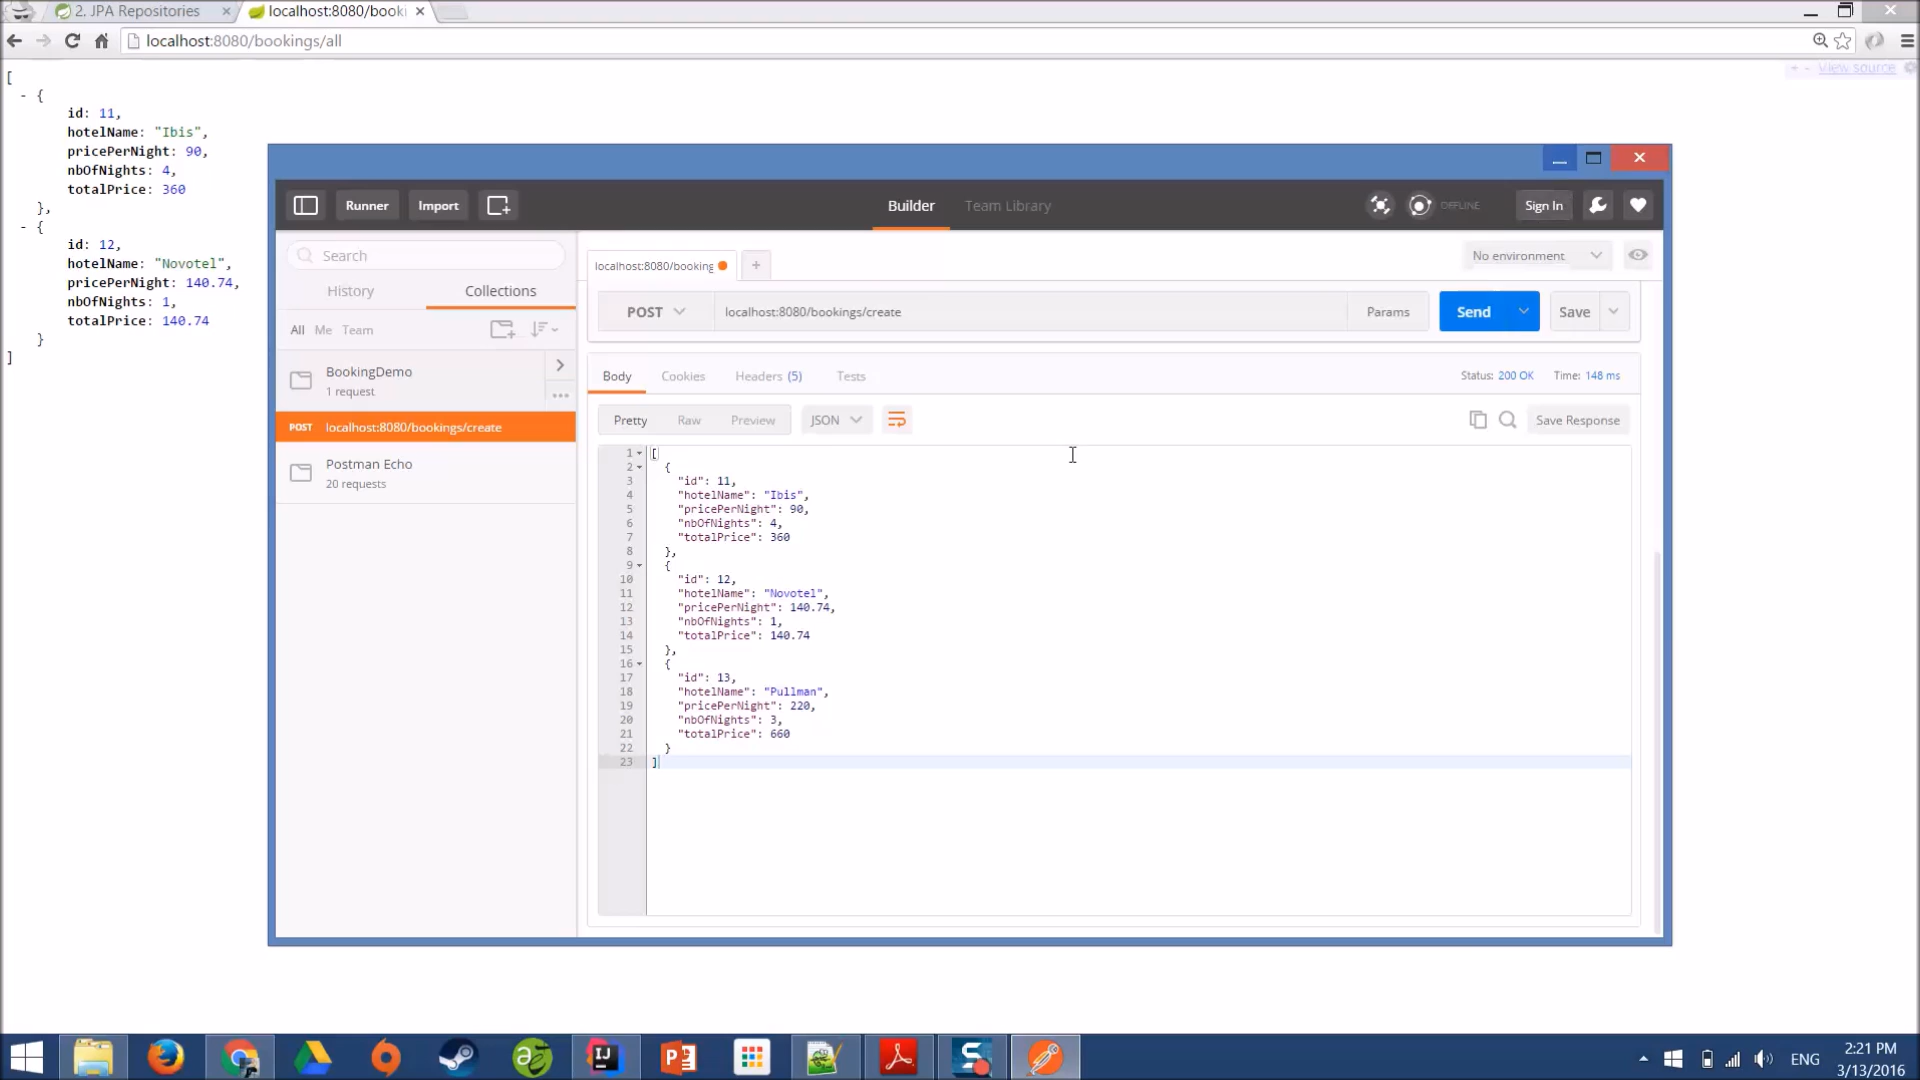 2. JPA Repositories
localhost:8080/booki
localhost:8080/bookings/all
+ - View source
[
- {
id: 11,
hotelName: "Ibis",
pricePerNight: 90,
nbOfNights: 4,
totalPrice: 360
},
- {
id: 12,
hotelName: "Novotel",
pricePerNight: 140.74,
nbOfNights: 1,
totalPrice: 140.74
}
]
Runner
Import
Builder
Team Library
OFFLINE
Sign In
Search
History
Collections
All Me Team
BookingDemo
1 request
POST localhost:8080/bookings/create
Postman Echo
20 requests
localhost:8080/booking
+
No environment
POST
localhost:8080/bookings/create
Params
Send
Save
Body
Cookies
Headers (5)
Tests
Status: 200 OK
Time: 148 ms
Pretty
Raw
Preview
JSON
Save Response
1 [
2 {
3 "id": 11,
4 "hotelName": "Ibis",
5 "pricePerNight": 90,
6 "nbOfNights": 4,
7 "totalPrice": 360
8 },
9 {
10 "id": 12,
11 "hotelName": "Novotel",
12 "pricePerNight": 140.74,
13 "nbOfNights": 1,
14 "totalPrice": 140.74
15 },
16 {
17 "id": 13,
18 "hotelName": "Pullman",
19 "pricePerNight": 220,
20 "nbOfNights": 3,
21 "totalPrice": 660
22 }
23 ]
IJ
ENG
2:21 PM
3/13/2016